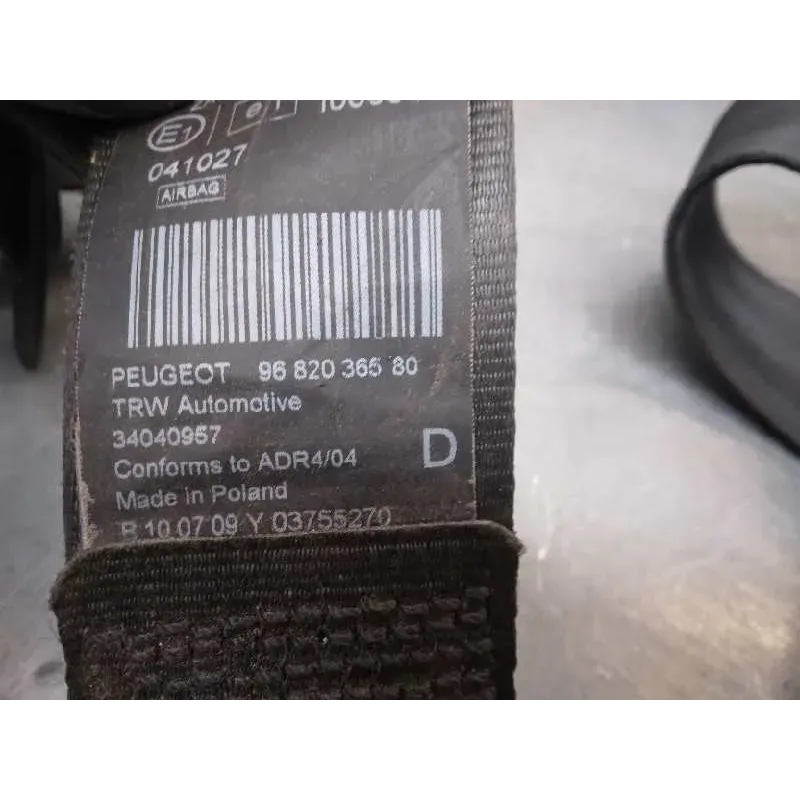 E1 e1
041027
AIRBAG
PEUGEOT 96 820 365 80
TRW Automotive
34040957
Conforms to ADR4/04
D
Made in Poland
R 10 07 09 Y 03755270